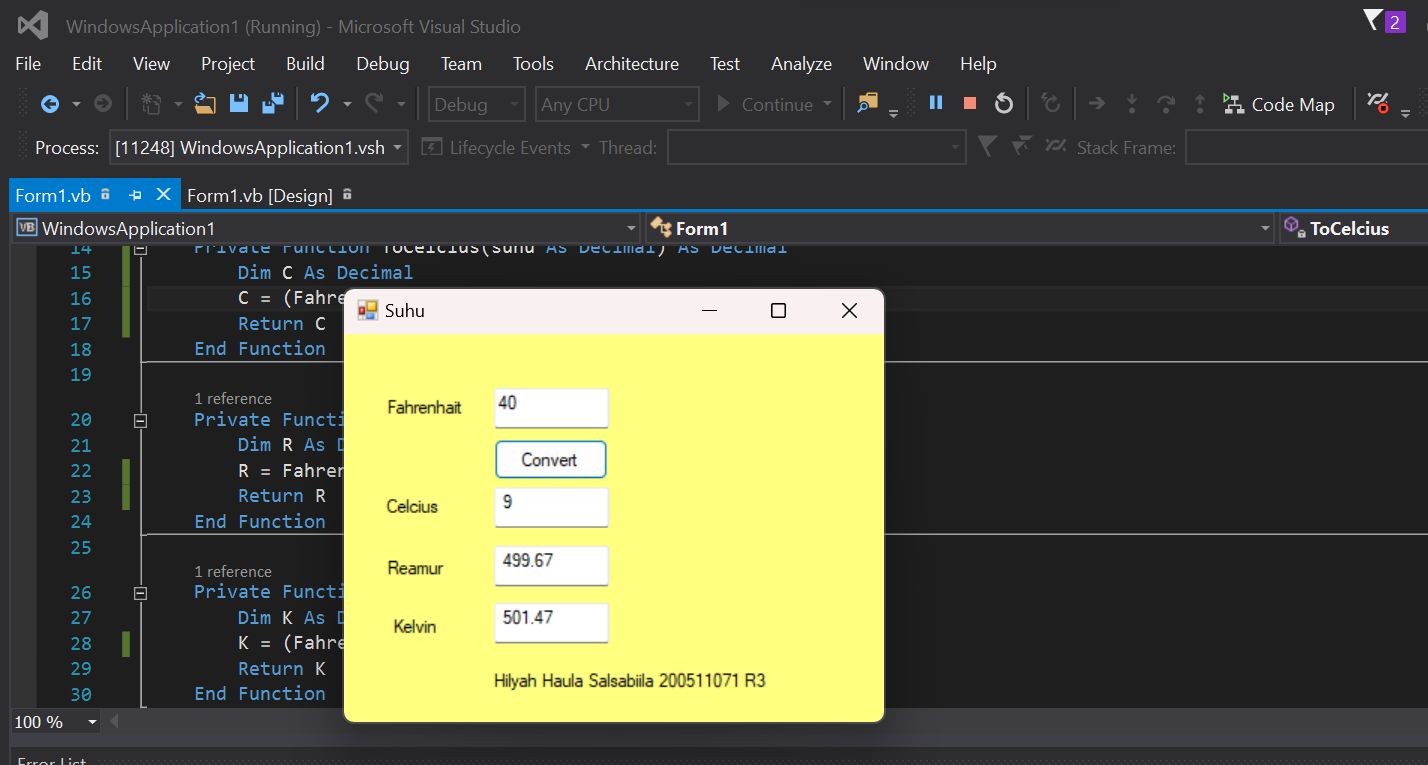 WindowsApplication1 (Running) - Microsoft Visual Studio
2
File Edit View Project Build Debug Team Tools Architecture Test Analyze Window Help
Debug Any CPU Continue Code Map
Process: [11248] WindowsApplication1.vsh Lifecycle Events Thread: Stack Frame:
Form1.vb Form1.vb [Design]
VB WindowsApplication1 Form1 ToCelcius
14 Private Function ToCelcius(suhu As Decimal) As Decimal
15 Dim C As Decimal
16 C = (Fahre
17 Return C
18 End Function
19
1 reference
20 Private Functi
21 Dim R As D
22 R = Fahren
23 Return R
24 End Function
25
1 reference
26 Private Functi
27 Dim K As D
28 K = (Fahre
29 Return K
30 End Function
Suhu
Fahrenhait 40
Convert
Celcius 9
Reamur 499.67
Kelvin 501.47
Hilyah Haula Salsabiila 200511071 R3
100 %
Error List